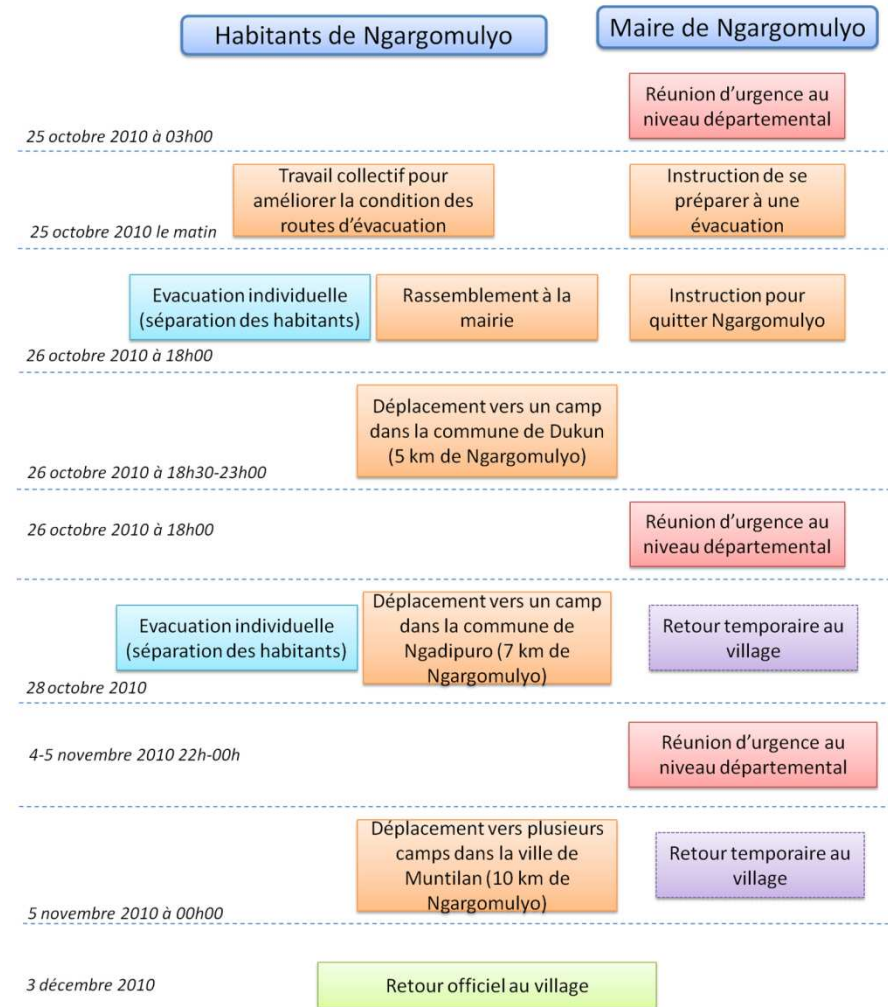 Habitants de Ngargomulyo
Maire de Ngargomulyo
Réunion d'urgence au
niveau départemental
25 octobre 2010 à 03h00
Travail collectif pour
améliorer la condition des
routes d'évacuation
Instruction de se
préparer à une
évacuation
25 octobre 2010 le matin
Evacuation individuelle
(séparation des habitants)
Rassemblement à la
mairie
Instruction pour
quitter Ngargomulyo
26 octobre 2010 à 18h00
Déplacement vers un camp
dans la commune de Dukun
(5 km de Ngargomulyo)
26 octobre 2010 à 18h30-23h00
26 octobre 2010 à 18h00
Réunion d'urgence au
niveau départemental
Evacuation individuelle
(séparation des habitants)
Déplacement vers un camp
dans la commune de
Ngadipuro (7 km de
Ngargomulyo)
Retour temporaire au
village
28 octobre 2010
4-5 novembre 2010 22h-00h
Réunion d'urgence au
niveau départemental
Déplacement vers plusieurs
camps dans la ville de
Muntilan (10 km de
Ngargomulyo)
Retour temporaire au
village
5 novembre 2010 à 00h00
3 décembre 2010
Retour officiel au village